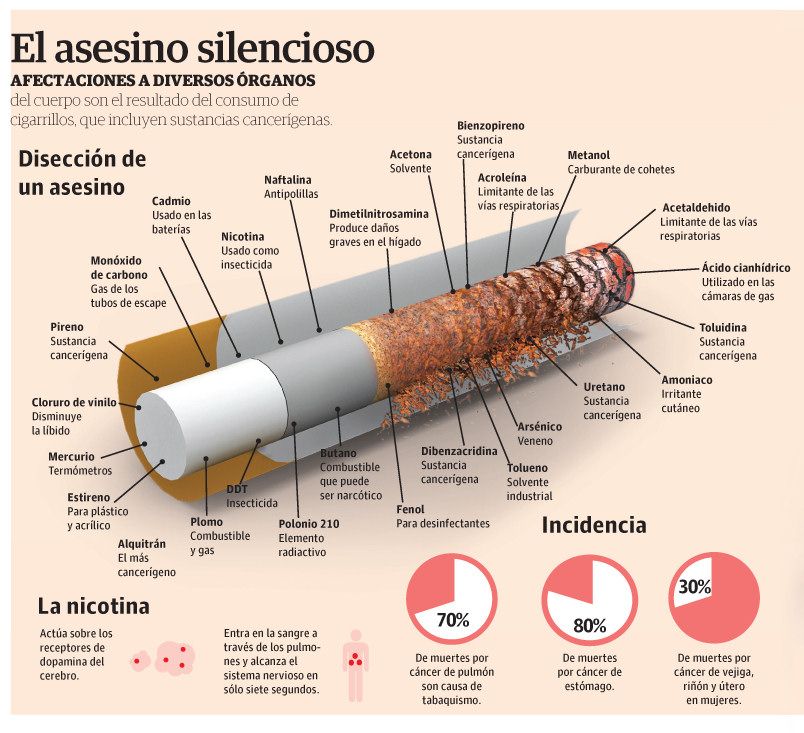 El asesino silencioso
AFECTACIONES A DIVERSOS ÓRGANOS
del cuerpo son el resultado del consumo de
cigarrillos, que incluyen sustancias cancerígenas.
Disección de
un asesino
Bienzopireno
Sustancia
cancerígena
Acetona
Solvente
Metanol
Carburante de cohetes
Acroleína
Limitante de las
vías respiratorias
Naftalina
Antipolillas
Cadmio
Usado en las
baterías
Dimetilnitrosamina
Produce daños
graves en el hígado
Acetaldehido
Limitante de las vías
respiratorias
Nicotina
Usado como
insecticida
Monóxido
de carbono
Gas de los
tubos de escape
Ácido cianhídrico
Utilizado en las
cámaras de gas
Pireno
Sustancia
cancerígena
Toluidina
Sustancia
cancerígena
Amoniaco
Irritante
cutáneo
Uretano
Sustancia
cancerígena
Cloruro de vinilo
Disminuye
la líbido
Arsénico
Veneno
Mercurio
Termómetros
Butano
Combustible
que puede
ser narcótico
Dibenzacridina
Sustancia
cancerígena
Tolueno
Solvente
industrial
DDT
Insecticida
Estireno
Para plástico
y acrílico
Fenol
Para desinfectantes
Plomo
Combustible
y gas
Polonio 210
Elemento
radiactivo
Alquitrán
El más
cancerígeno
Incidencia
70%
De muertes por
cáncer de pulmón
son causa de
tabaquismo.
80%
De muertes
por cáncer de
estómago.
30%
De muertes por
cáncer de vejiga,
riñón y útero
en mujeres.
La nicotina
Actúa sobre los
receptores de
dopamina del
cerebro.
Entra en la sangre a
través de los pulmo-
nes y alcanza el
sistema nervioso en
sólo siete segundos.